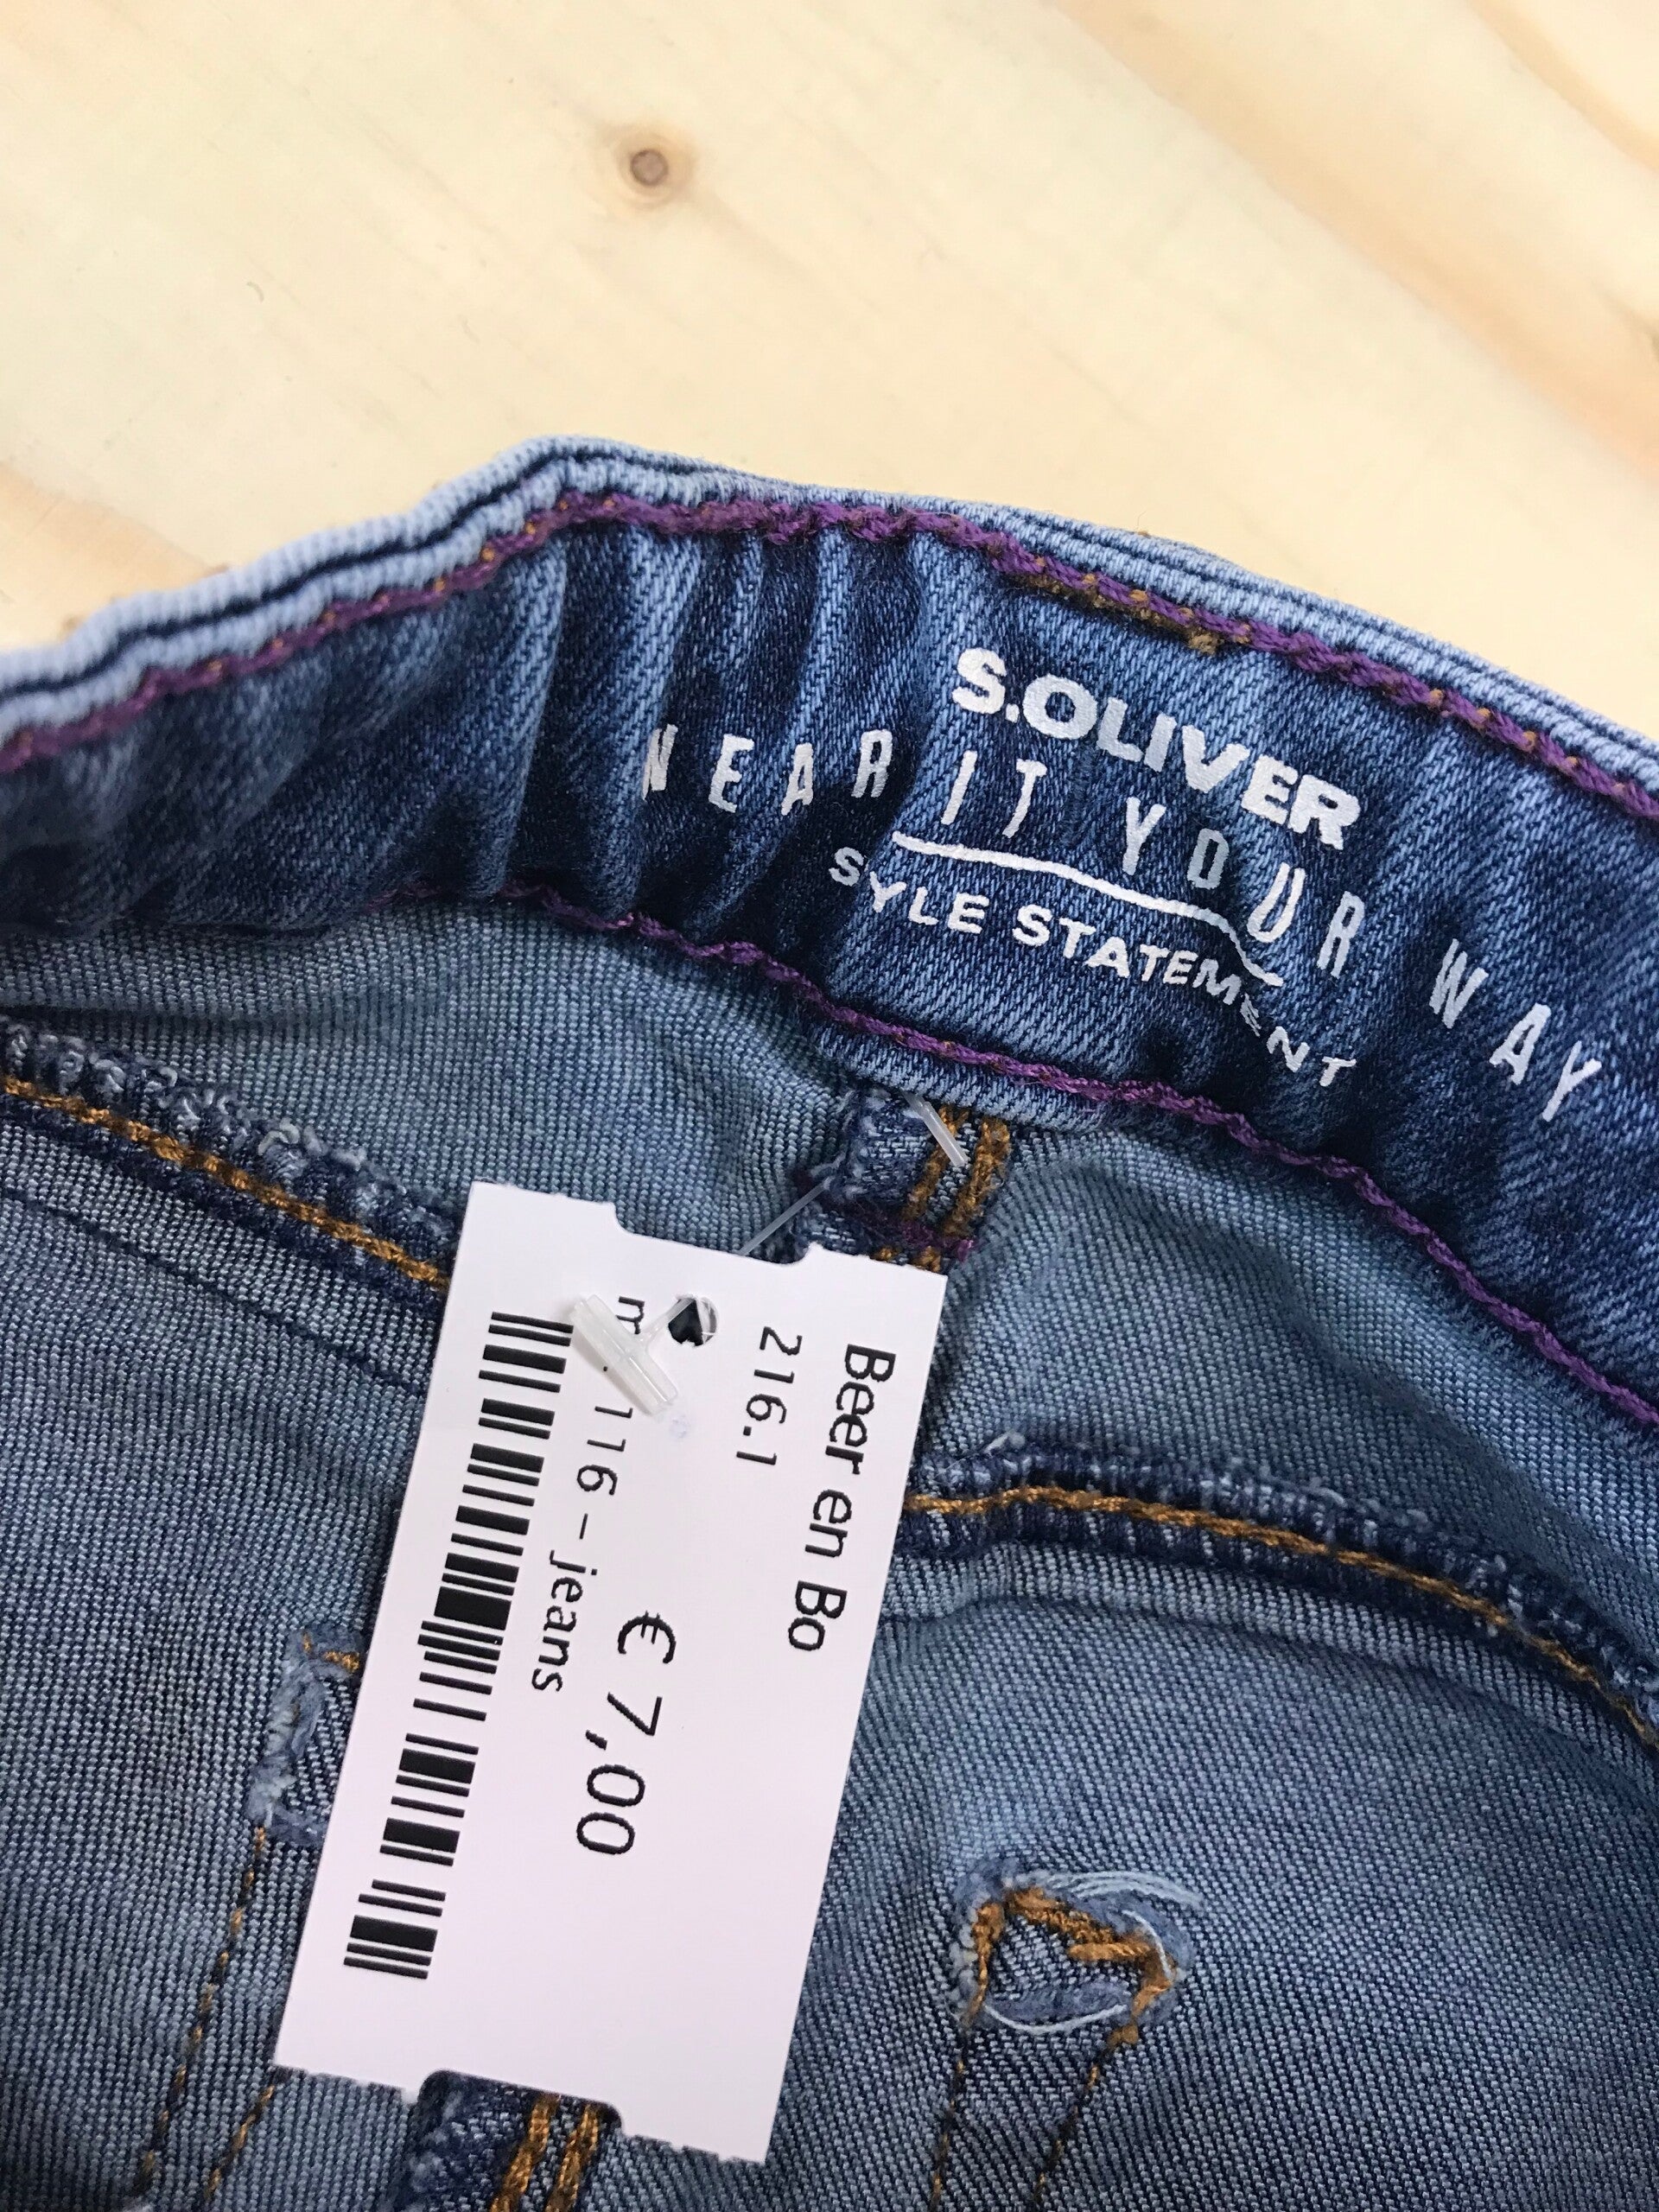 S.OLIVER
WEAR IT YOUR WAY
SYLE STATEMENT
Beer en Bo
216.1
€ 7,00
116-jeans